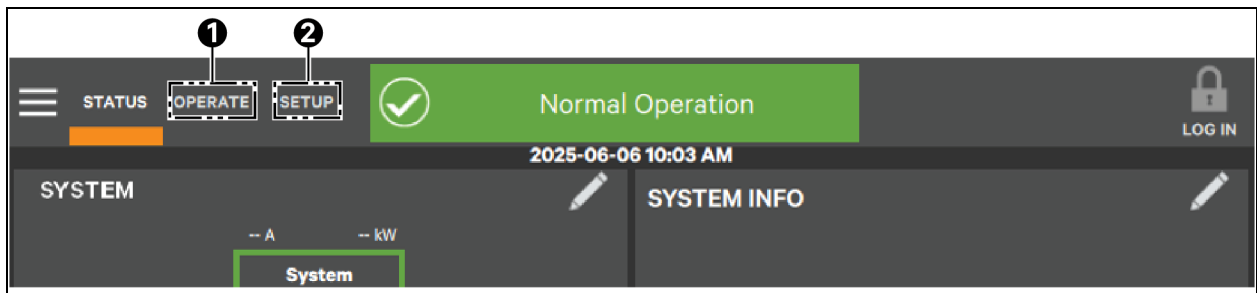 1 2
STATUS OPERATE SETUP Normal Operation LOG IN
2025-06-06 10:03 AM
SYSTEM SYSTEM INFO
-- A -- kW
System